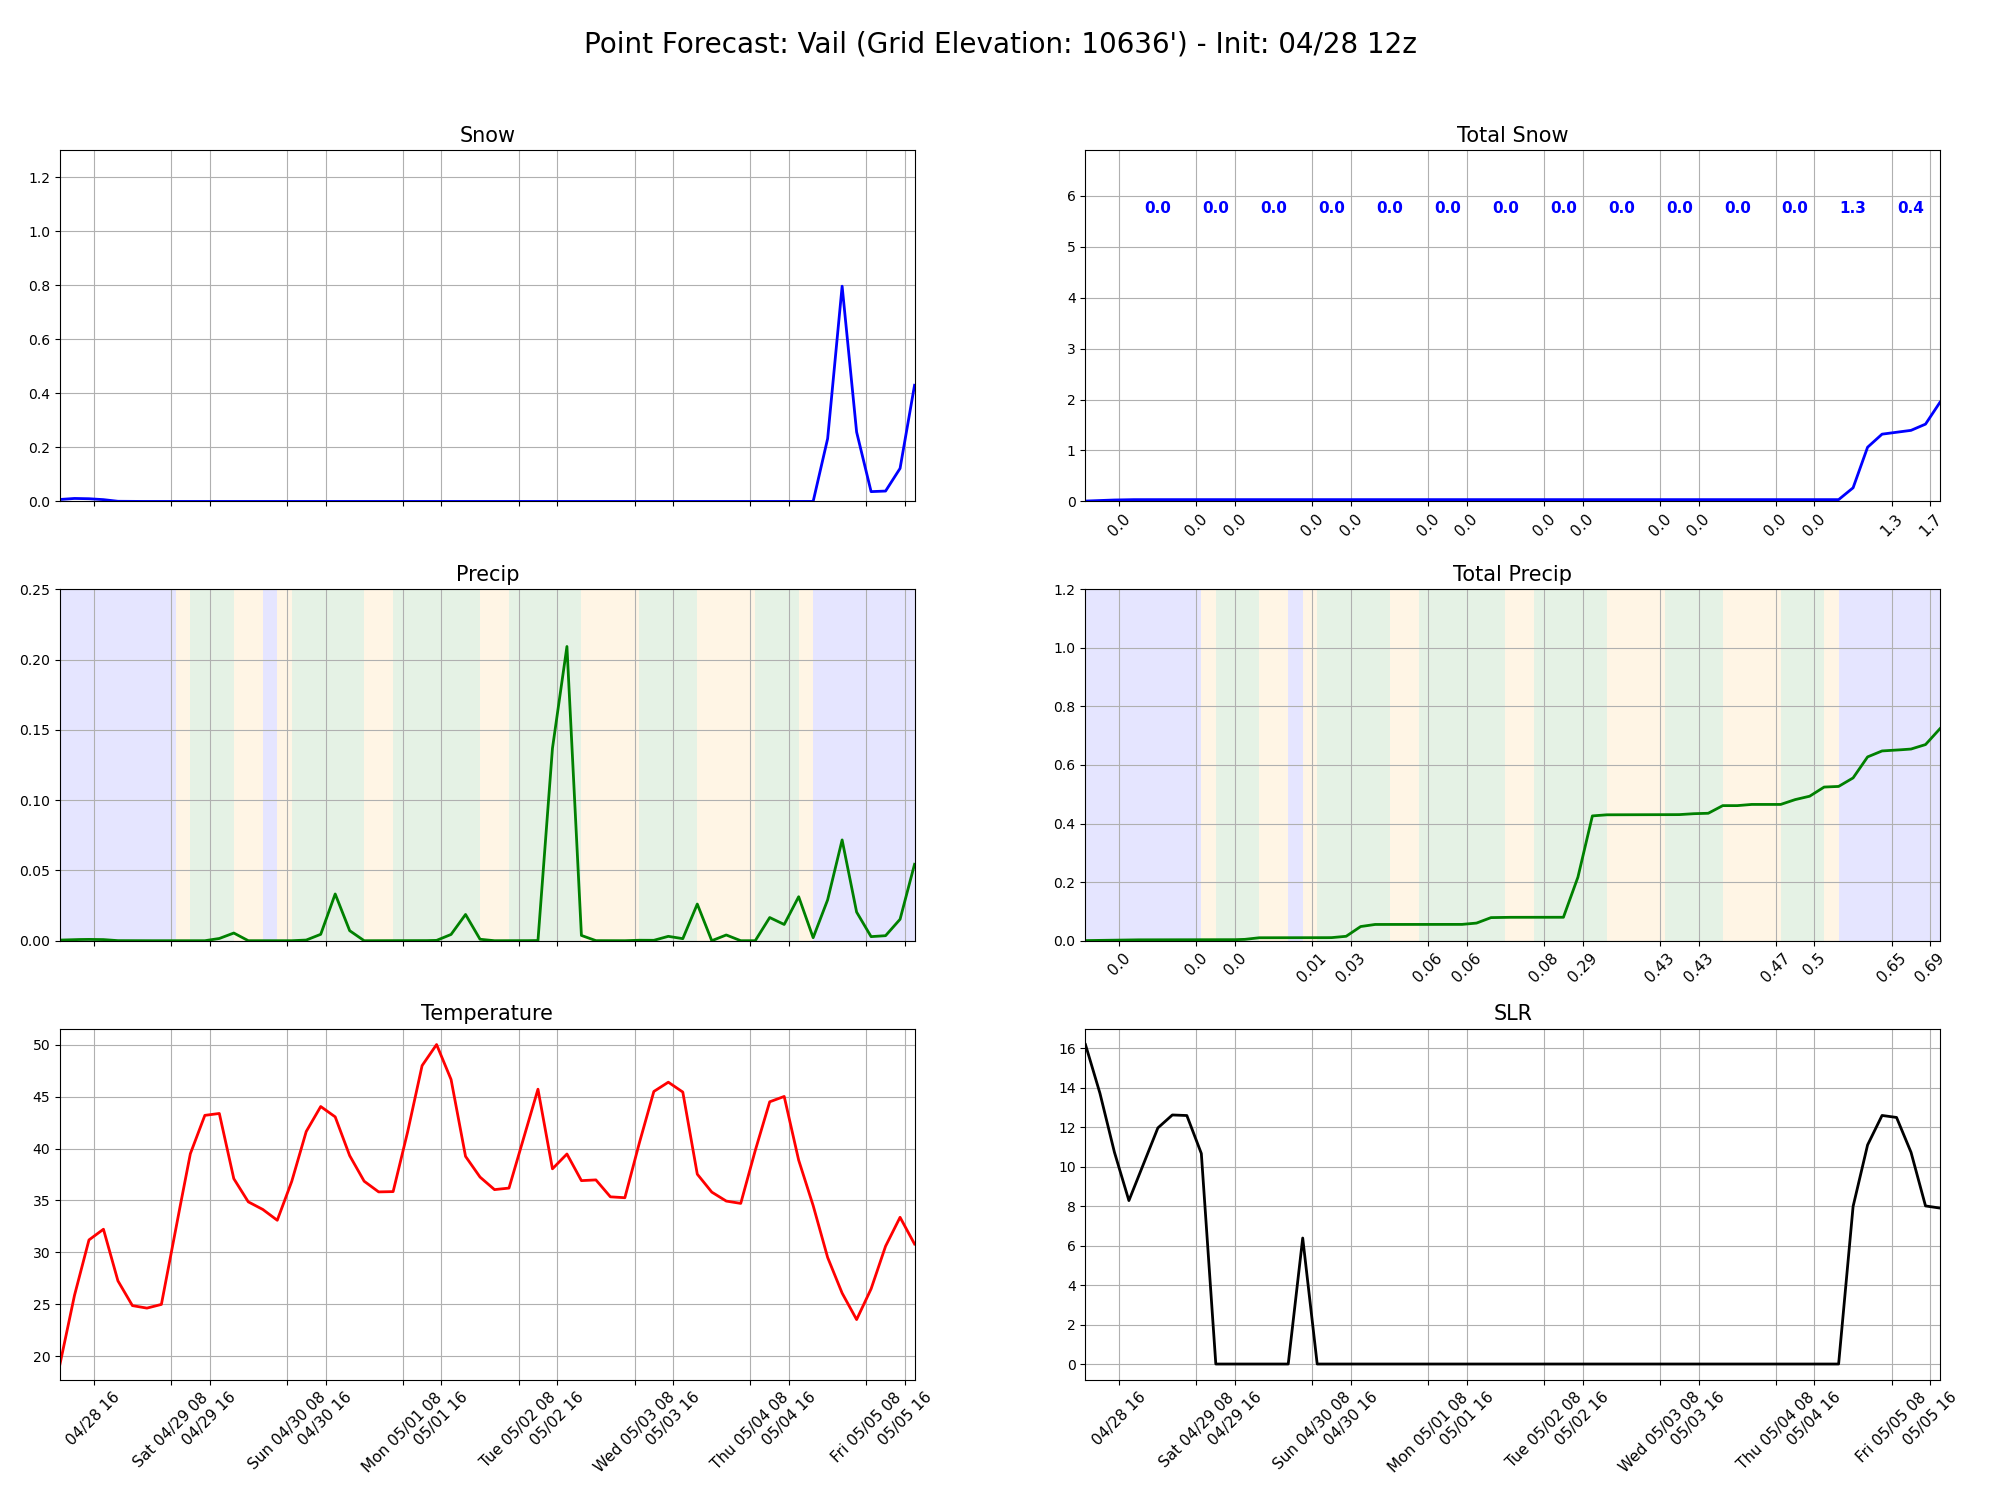 Point Forecast: Vail (Grid Elevation: 10636') - Init: 04/28 12z
Snow
1.2
1.0
0.8
0.6
0.4
0.2
0.0
Total Snow
6
5
4
3
2
1
0
0.0 0.0 0.0 0.0 0.0 0.0 0.0 0.0 0.0 0.0 0.0 0.0 1.3 0.4
0.0 0.0 0.0 0.0 0.0 0.0 0.0 0.0 0.0 0.0 0.0 0.0 0.0 1.3 1.7
Precip
0.25
0.20
0.15
0.10
0.05
0.00
Total Precip
1.2
1.0
0.8
0.6
0.4
0.2
0.0
0.0 0.0 0.0 0.01 0.03 0.06 0.06 0.08 0.29 0.43 0.43 0.47 0.5 0.65 0.69
Temperature
50
45
40
35
30
25
20
04/28 16
Sat 04/29 08
04/29 16
Sun 04/30 08
04/30 16
Mon 05/01 08
05/01 16
Tue 05/02 08
05/02 16
Wed 05/03 08
05/03 16
Thu 05/04 08
05/04 16
Fri 05/05 08
05/05 16
SLR
16
14
12
10
8
6
4
2
0
04/28 16
Sat 04/29 08
04/29 16
Sun 04/30 08
04/30 16
Mon 05/01 08
05/01 16
Tue 05/02 08
05/02 16
Wed 05/03 08
05/03 16
Thu 05/04 08
05/04 16
Fri 05/05 08
05/05 16